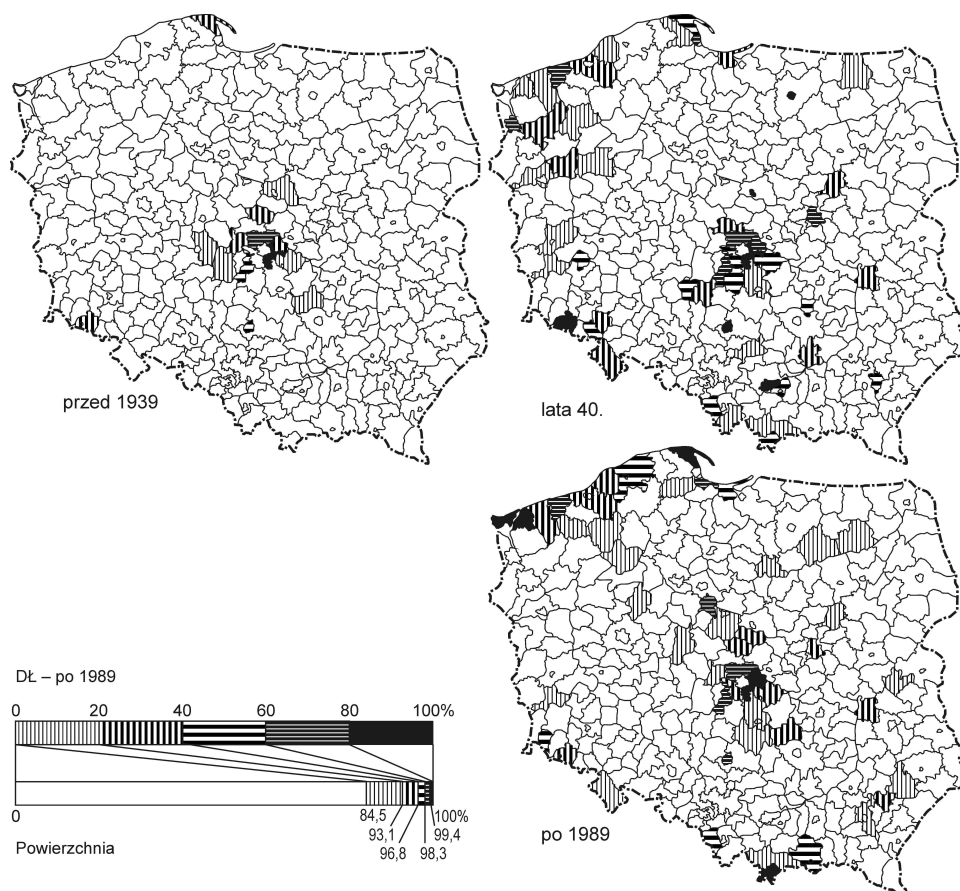 przed 1939
lata 40.
DŁ – po 1989
0 20 40 60 80 100%
0
84,5 100%
93,1 99,4
96,8 98,3
Powierzchnia
po 1989